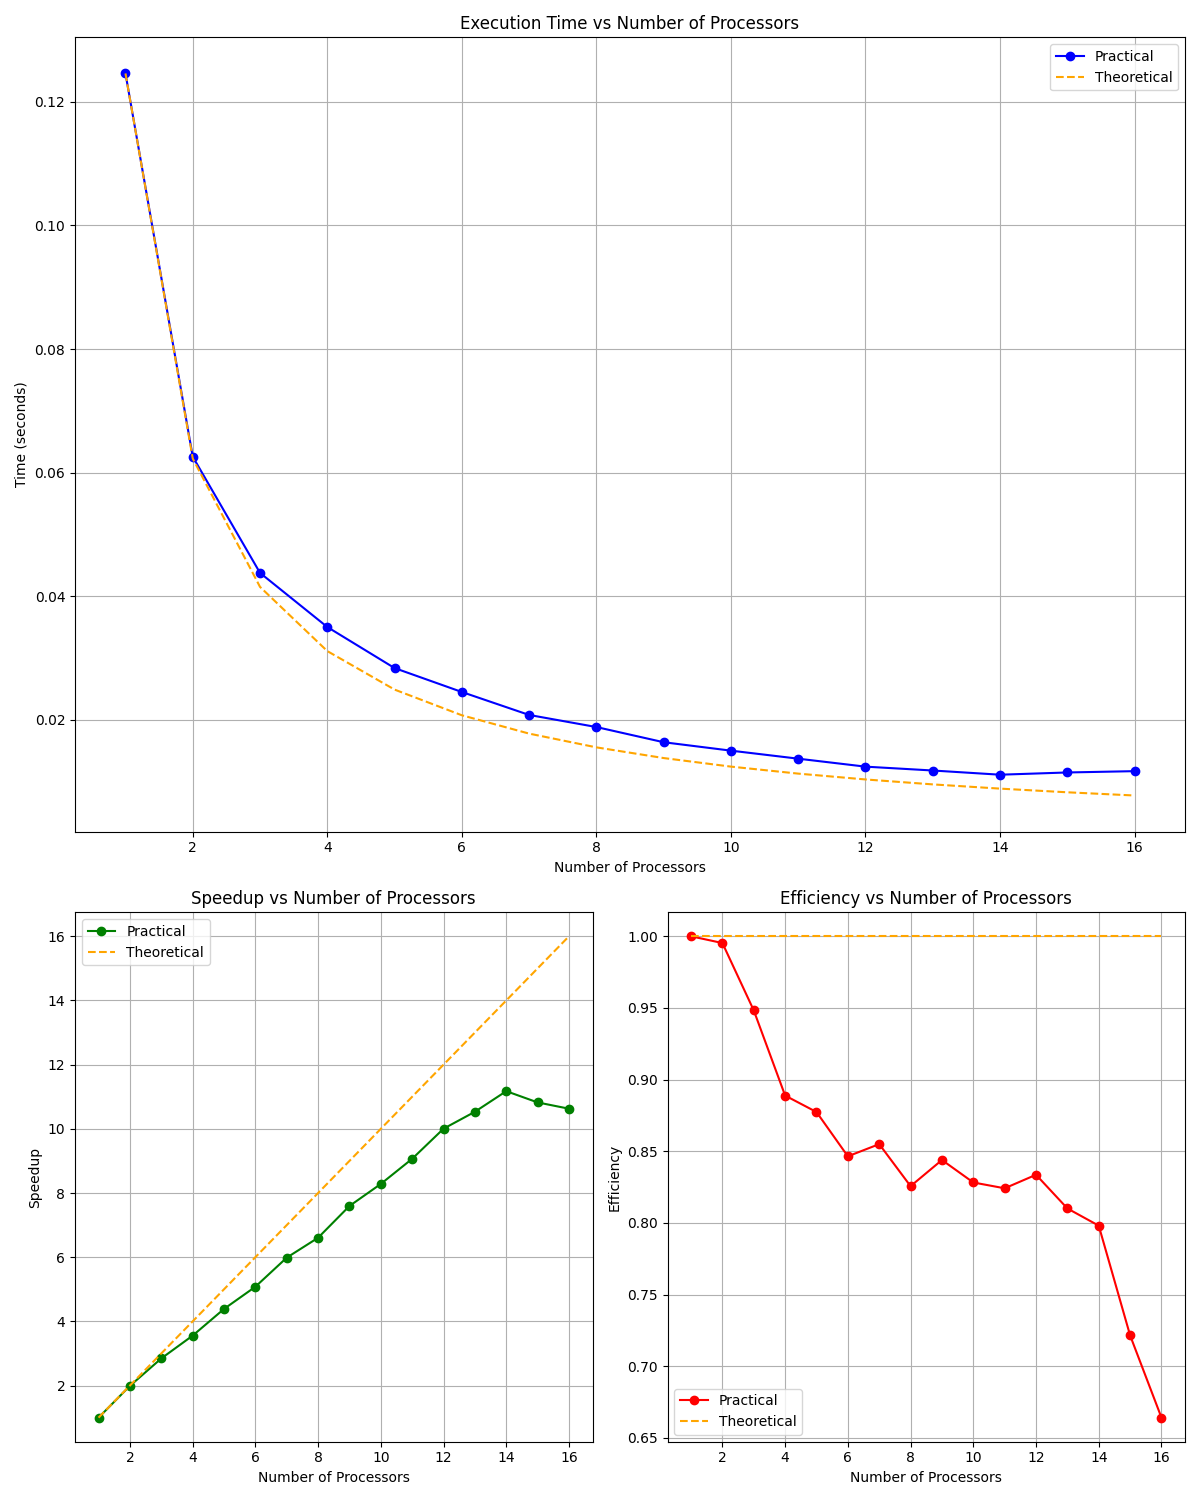 Execution Time vs Number of Processors
Practical
Theoretical
0.12
0.10
0.08
0.06
0.04
0.02
Time (seconds)
2 4 6 8 10 12 14 16
Number of Processors
Speedup vs Number of Processors
Practical
Theoretical
16
14
12
10
8
6
4
2
Speedup
2 4 6 8 10 12 14 16
Number of Processors
Efficiency vs Number of Processors
1.00
0.95
0.90
0.85
0.80
0.75
0.70
0.65
Efficiency
Practical
Theoretical
2 4 6 8 10 12 14 16
Number of Processors